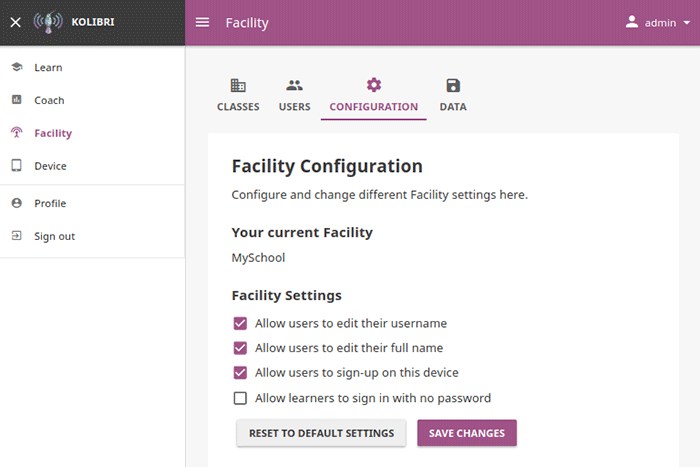 KOLIBRI
Facility
admin
Learn
Coach
Facility
Device
Profile
Sign out
CLASSES
USERS
CONFIGURATION
DATA
Facility Configuration
Configure and change different Facility settings here.
Your current Facility
MySchool
Facility Settings
Allow users to edit their username
Allow users to edit their full name
Allow users to sign-up on this device
Allow learners to sign in with no password
RESET TO DEFAULT SETTINGS
SAVE CHANGES